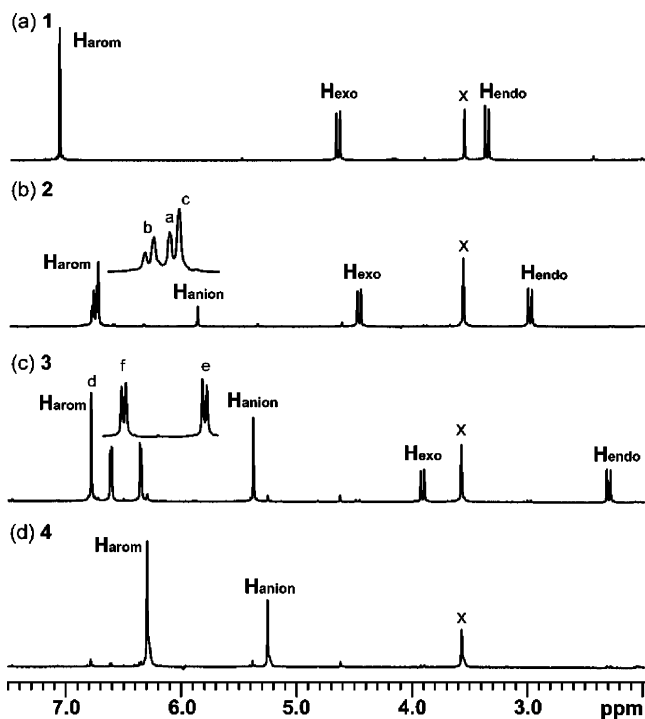 (a) 1
Harom
Hexo
x
Hendo
(b) 2
c
b a
Harom
Hanion
Hexo
x
Hendo
(c) 3
d f e
Harom
Hanion
Hexo
x
Hendo
(d) 4
Harom
Hanion
x
7.0 6.0 5.0 4.0 3.0 ppm